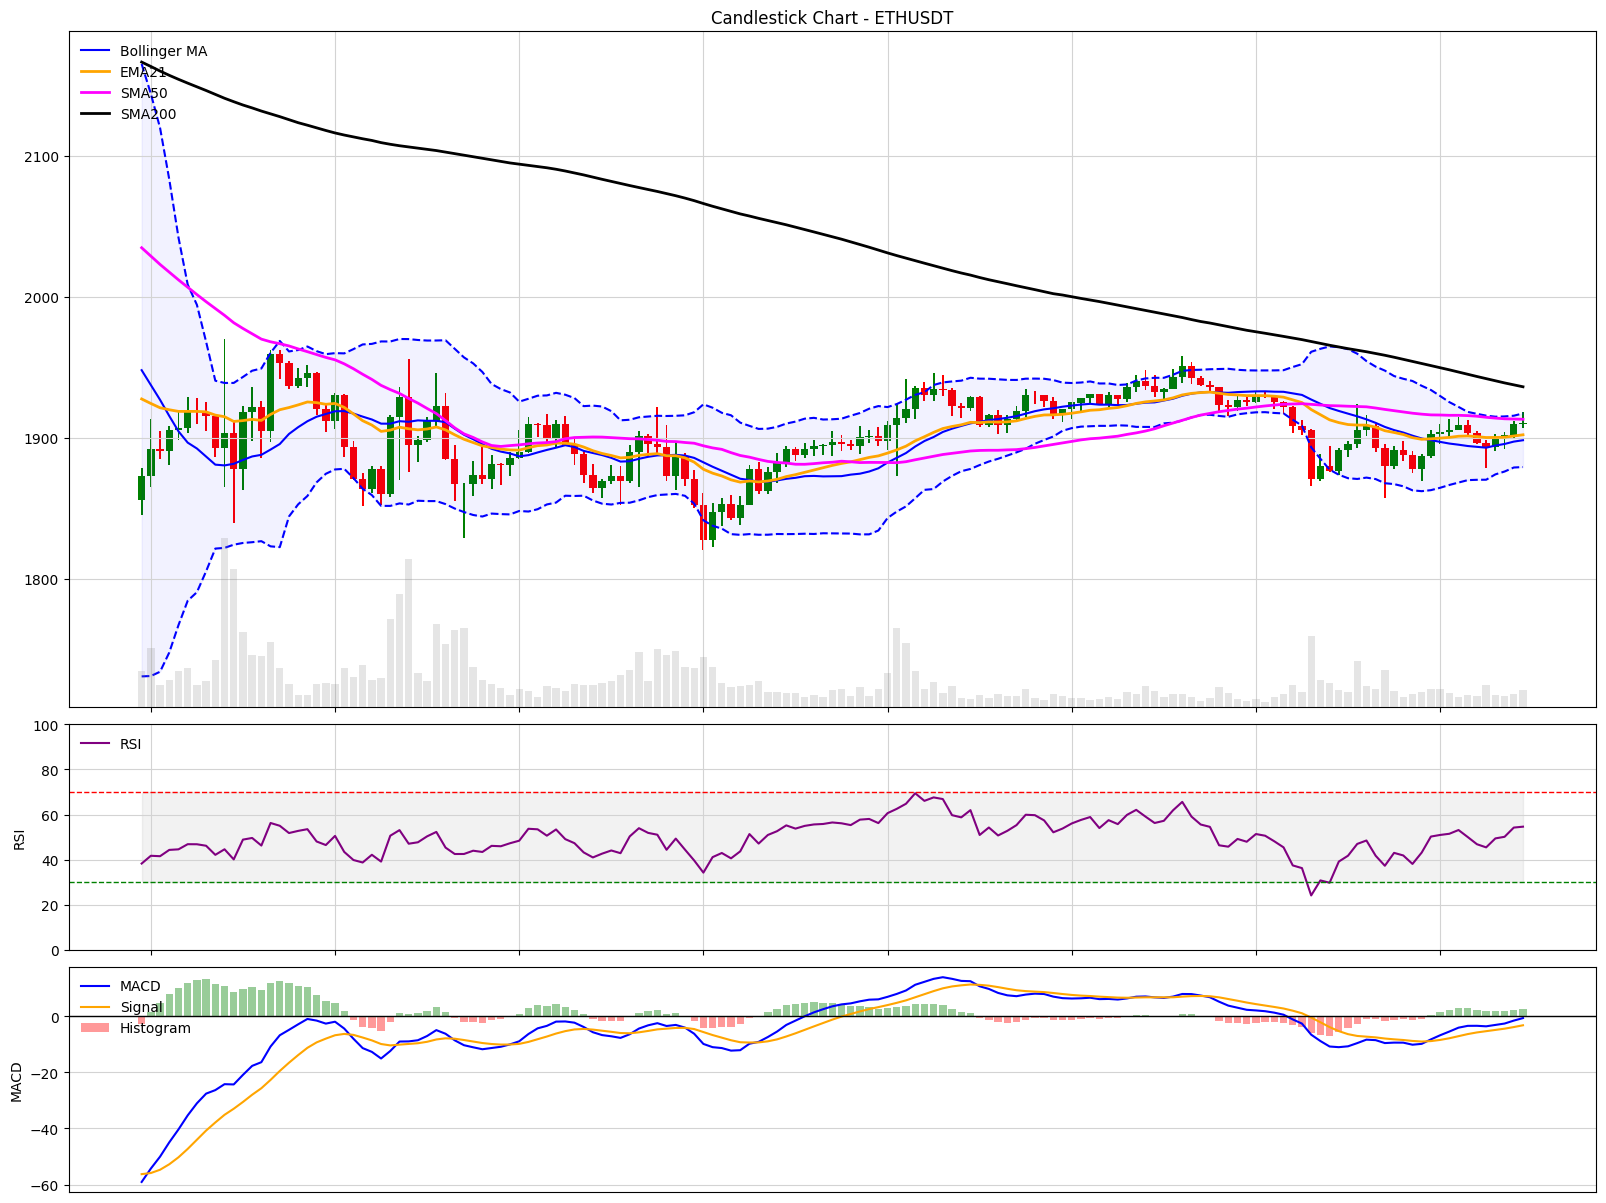 Candlestick Chart - ETHUSDT
Bollinger MA
EMA21
SMA50
SMA200
2100
2000
1900
1800
RSI
100
80
60
40
20
0
RSI
MACD
Signal
Histogram
0
−20
−40
−60
MACD